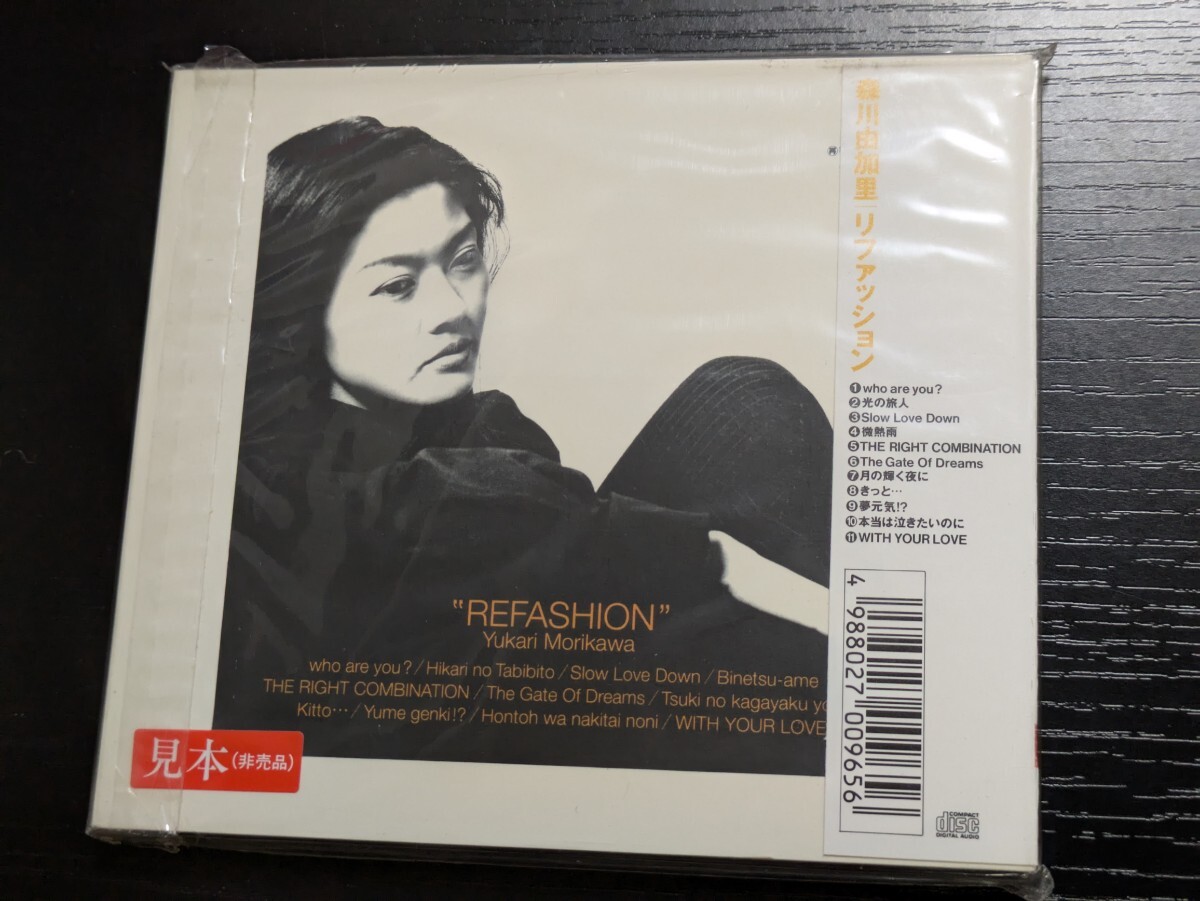 "REFASHION"
Yukari Morikawa
who are you?/Hikari no Tabibito/Slow Love Down/Binetsu-ame
THE RIGHT COMBINATION/The Gate Of Dreams/Tsuki no kagayaku yo
Kitto…/Yume genki!?/Hontoh wa nakitai noni/WITH YOUR LOVE
見本(非売品)
森川由加里|リファッション
❶who are you?
❷光の旅人
❸Slow Love Down
❹微熱雨
❺THE RIGHT COMBINATION
❻The Gate Of Dreams
❼月の輝く夜に
❽きっと…
❾夢元気!?
❿本当は泣きたいのに
⓫WITH YOUR LOVE
4 988027 009656
COMPACT
disc
DIGITAL AUDIO